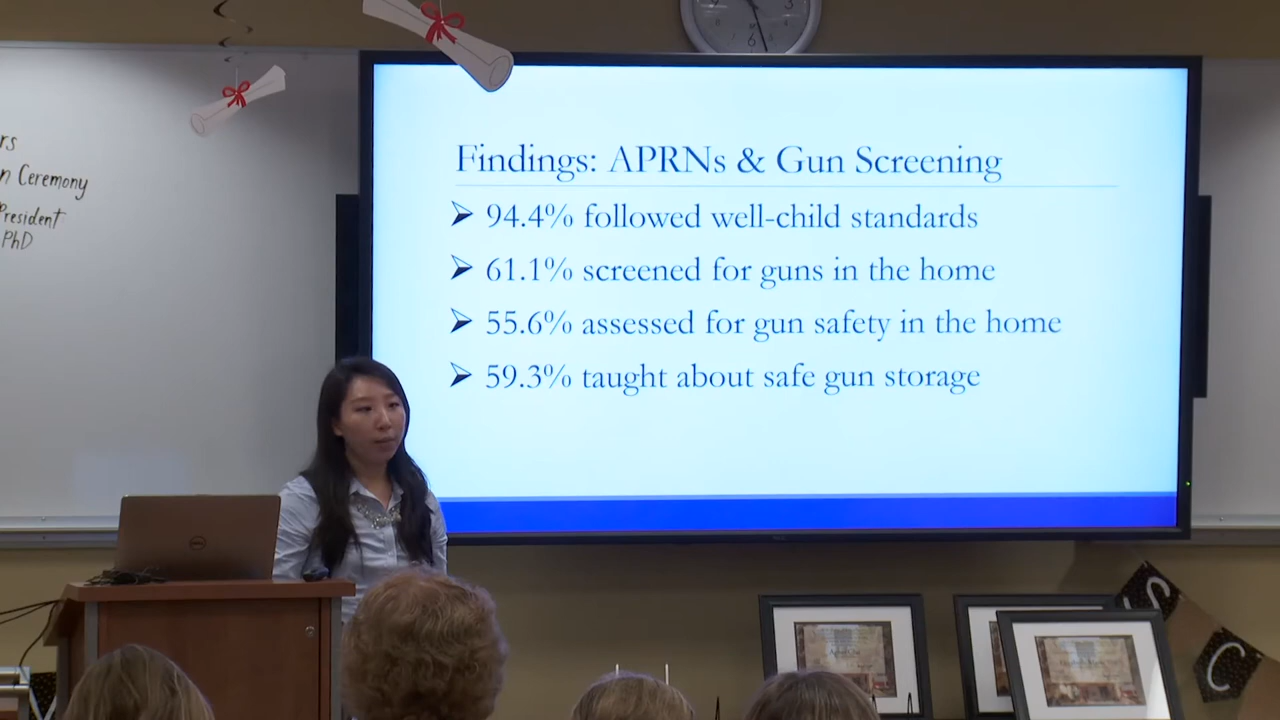 rs
n Ceremony
President
PhD
Findings: APRNs & Gun Screening
➢ 94.4% followed well-child standards
➢ 61.1% screened for guns in the home
➢ 55.6% assessed for gun safety in the home
➢ 59.3% taught about safe gun storage
DELL
S
C